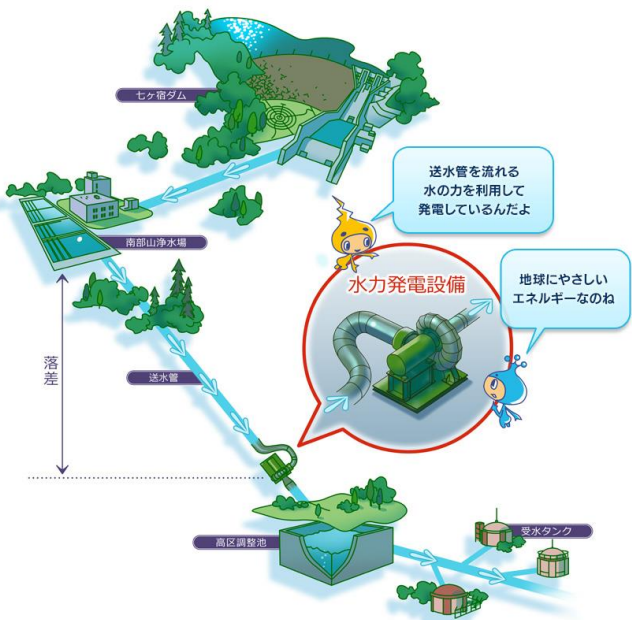 七ヶ宿ダム
送水管を流れる
水の力を利用して
発電しているんだよ
南部山浄水場
水力発電設備
地球にやさしい
エネルギーなのね
落差
送水管
高区調整池
受水タンク